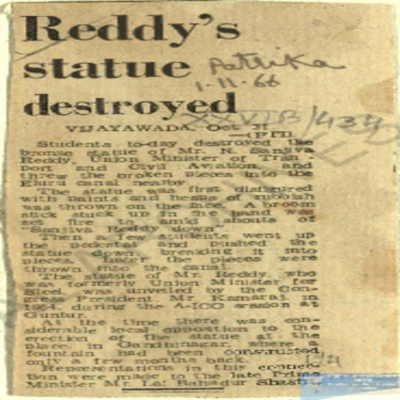 Reddy's
statue Patrika
1-11-66
destroyed
XXVIIB/434
VIJAYAWADA, Oct 31
—(PTI)
Students to-day destroyed the
bronze statue of Mr. N. Sanjiva
Reddy, Union Minister of Tran-
port and Civil Aviation, and
threw the broken pieces into the
Eluru canal nearby.
The statue was first disfigured
with paints and heaps of rubbish
was thrown on the face. A broom
stick stuck up in the hand was
set fire to amid shouts of
"Sanjiva Reddy down".
Then a few students went up
the pedestal and pushed the
statue down breaking it into
pieces. Later the pieces were
thrown into the canal.
The statue of Mr. Reddy, who
was formerly Union Minister for
Steel, was unveiled by the Con-
gress President Mr. Kamaraj in
1964 during the A-ICC session at
Guntur.
At the time there was con-
siderable local opposition to the
erection of the statue at the
place in Gandhinagar where a
fountain had been constructed
only a few months back.
Representations in this connec-
tion were made to the late Prime
Minister Mr. Lal Bahadur Shastri